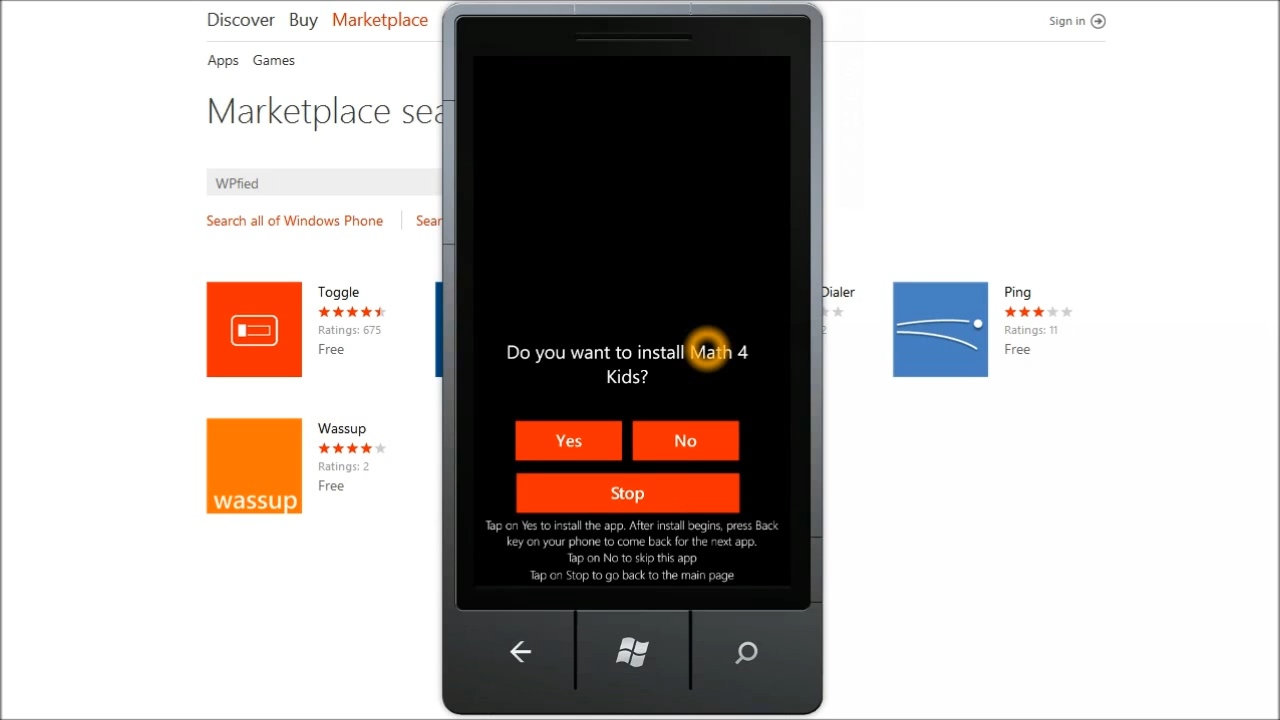 Discover Buy Marketplace
Sign in
Apps Games
Marketplace
WPfied
Search all of Windows Phone
Toggle
Ratings: 675
Free
Dialer
Ping
Ratings: 11
Free
Do you want to install Math 4
Kids?
Yes No
Stop
Tap on Yes to install the app. After install begins, press Back
key on your phone to come back for the next app.
Tap on No to skip this app
Tap on Stop to go back to the main page
Wassup
Ratings: 2
Free
wassup